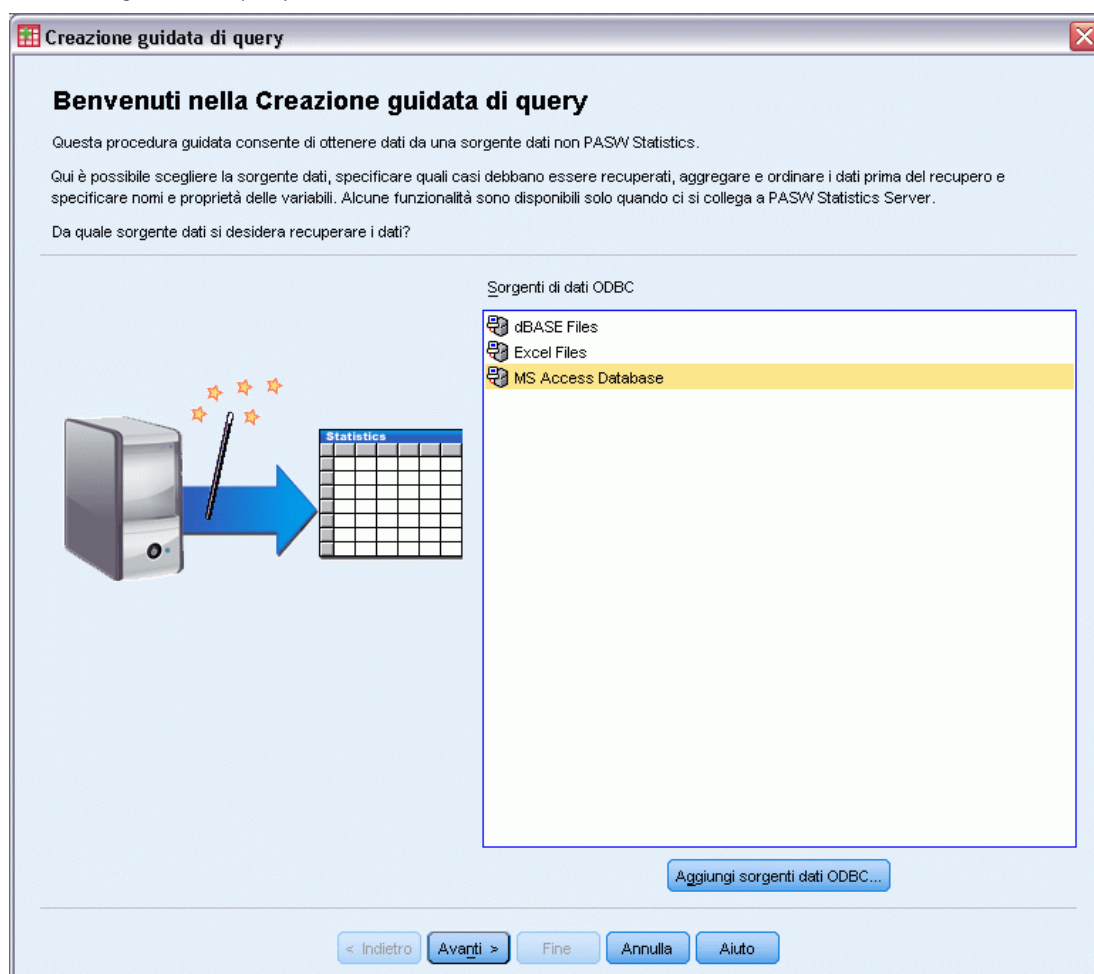 Creazione guidata di query
Benvenuti nella Creazione guidata di query
Questa procedura guidata consente di ottenere dati da una sorgente dati non PASW Statistics.
Qui è possibile scegliere la sorgente dati, specificare quali casi debbano essere recuperati, aggregare e ordinare i dati prima del recupero e
specificare nomi e proprietà delle variabili. Alcune funzionalità sono disponibili solo quando ci si collega a PASW Statistics Server.
Da quale sorgente dati si desidera recuperare i dati?
Sorgenti di dati ODBC
dBASE Files
Excel Files
MS Access Database
Statistics
Aggiungi sorgenti dati ODBC...
< Indietro Avanti > Fine Annulla Aiuto